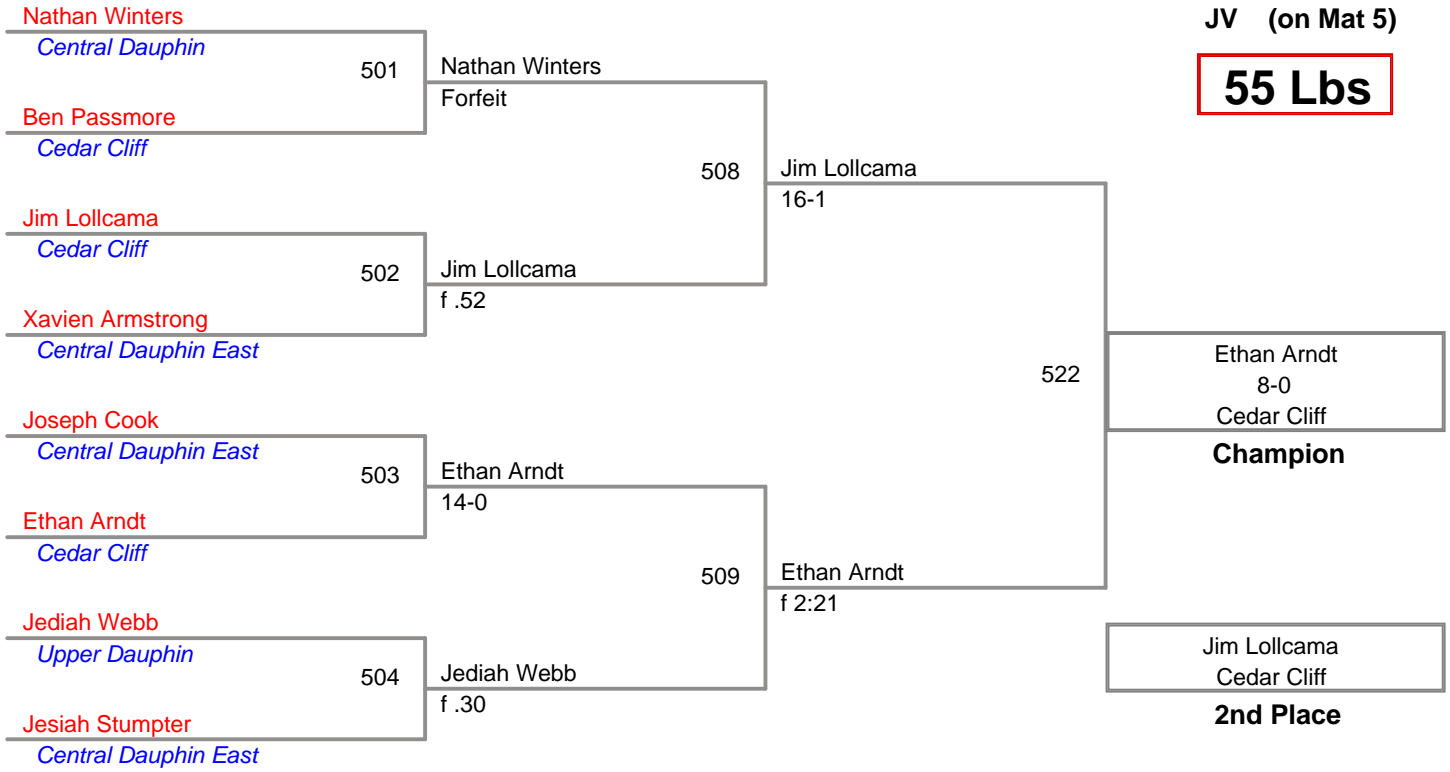 Nathan Winters
JV (on Mat 5)
Central Dauphin
501
Nathan Winters
55 Lbs
Forfeit
Ben Passmore
Cedar Cliff
508
Jim Lollcama
16-1
Jim Lollcama
Cedar Cliff
502
Jim Lollcama
f .52
Xavien Armstrong
Central Dauphin East
522
Ethan Arndt
8-0
Cedar Cliff
Champion
Joseph Cook
Central Dauphin East
503
Ethan Arndt
14-0
Ethan Arndt
Cedar Cliff
509
Ethan Arndt
f 2:21
Jediah Webb
Upper Dauphin
504
Jediah Webb
f .30
Jesiah Stumpter
Central Dauphin East
Jim Lollcama
Cedar Cliff
2nd Place